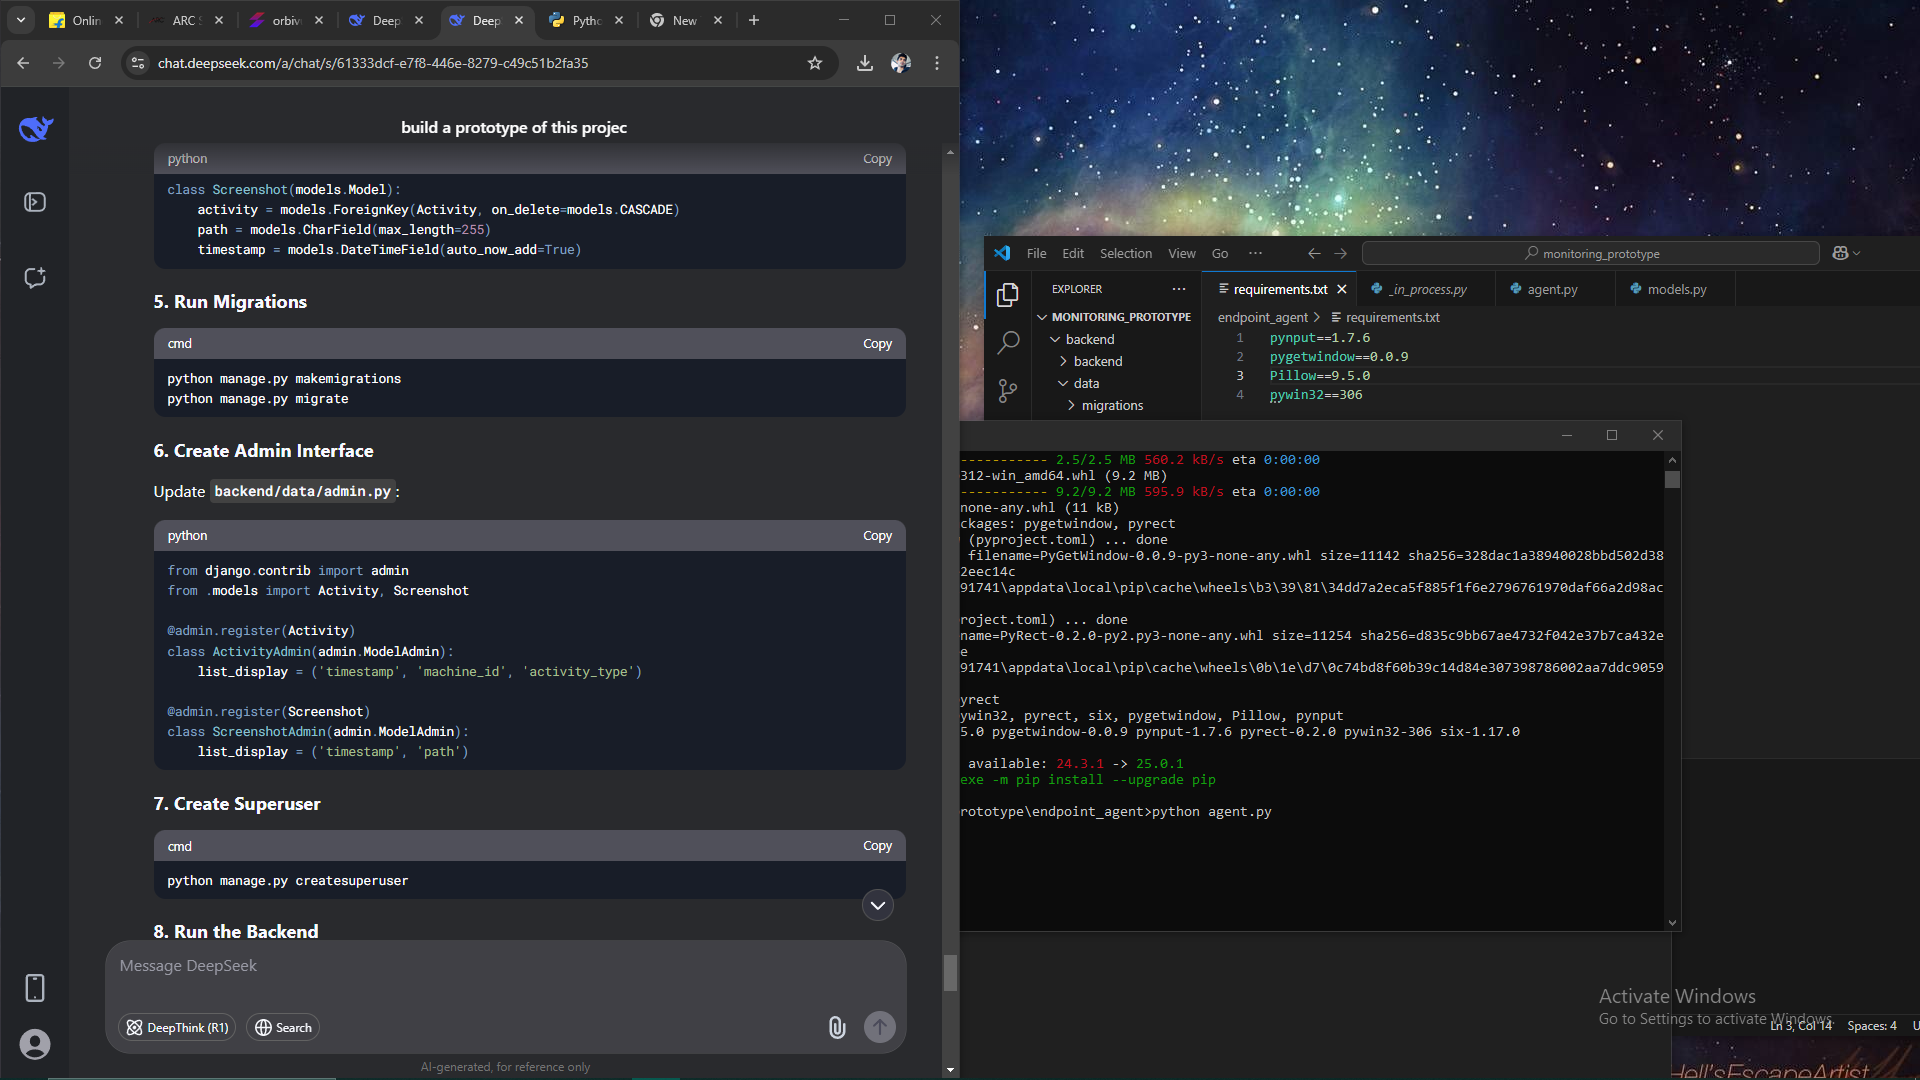 Onlin
ARC S
orbiv
Deep
Deep
Pytho
New
chat.deepseek.com/a/chat/s/61333dcf-e7f8-446e-8279-c49c51b2fa35
build a prototype of this projec
python
Copy
class Screenshot(models.Model):
activity = models.ForeignKey(Activity, on_delete=models.CASCADE)
path = models.CharField(max_length=255)
timestamp = models.DateTimeField(auto_now_add=True)
5. Run Migrations
cmd
Copy
python manage.py makemigrations
python manage.py migrate
6. Create Admin Interface
Update backend/data/admin.py:
python
Copy
from django.contrib import admin
from .models import Activity, Screenshot
@admin.register(Activity)
class ActivityAdmin(admin.ModelAdmin):
list_display = ('timestamp', 'machine_id', 'activity_type')
@admin.register(Screenshot)
class ScreenshotAdmin(admin.ModelAdmin):
list_display = ('timestamp', 'path')
7. Create Superuser
cmd
Copy
python manage.py createsuperuser
8. Run the Backend
Message DeepSeek
DeepThink (R1)
Search
AI-generated, for reference only
File Edit Selection View Go ···
monitoring_prototype
EXPLORER
requirements.txt
_in_process.py
agent.py
models.py
MONITORING_PROTOTYPE
backend
backend
data
migrations
endpoint_agent > requirements.txt
1 pynput==1.7.6
2 pygetwindow==0.0.9
3 Pillow==9.5.0
4 pywin32==306
----------- 2.5/2.5 MB 560.2 kB/s eta 0:00:00
312-win_amd64.whl (9.2 MB)
----------- 9.2/9.2 MB 595.9 kB/s eta 0:00:00
none-any.whl (11 kB)
ckages: pygetwindow, pyrect
(pyproject.toml) ... done
filename=PyGetWindow-0.0.9-py3-none-any.whl size=11142 sha256=328dac1a38940028bbd502d38
2eec14c
91741\appdata\local\pip\cache\wheels\b3\39\81\34dd7a2eca5f885f1f6e2796761970daf66a2d98ac
roject.toml) ... done
name=PyRect-0.2.0-py2.py3-none-any.whl size=11254 sha256=d835c9bb67ae4732f042e37b7ca432e
e
91741\appdata\local\pip\cache\wheels\0b\1e\d7\0c74bd8f60b39c14d84e307398786002aa7ddc9059
yrect
ywin32, pyrect, six, pygetwindow, Pillow, pynput
5.0 pygetwindow-0.0.9 pynput-1.7.6 pyrect-0.2.0 pywin32-306 six-1.17.0
available: 24.3.1 -> 25.0.1
exe -m pip install --upgrade pip
rototype\endpoint_agent>python agent.py
Activate Windows
Go to Settings to activate Windows.
Ln 3, Col 14 Spaces: 4 U
Hell'sEscapeArtist